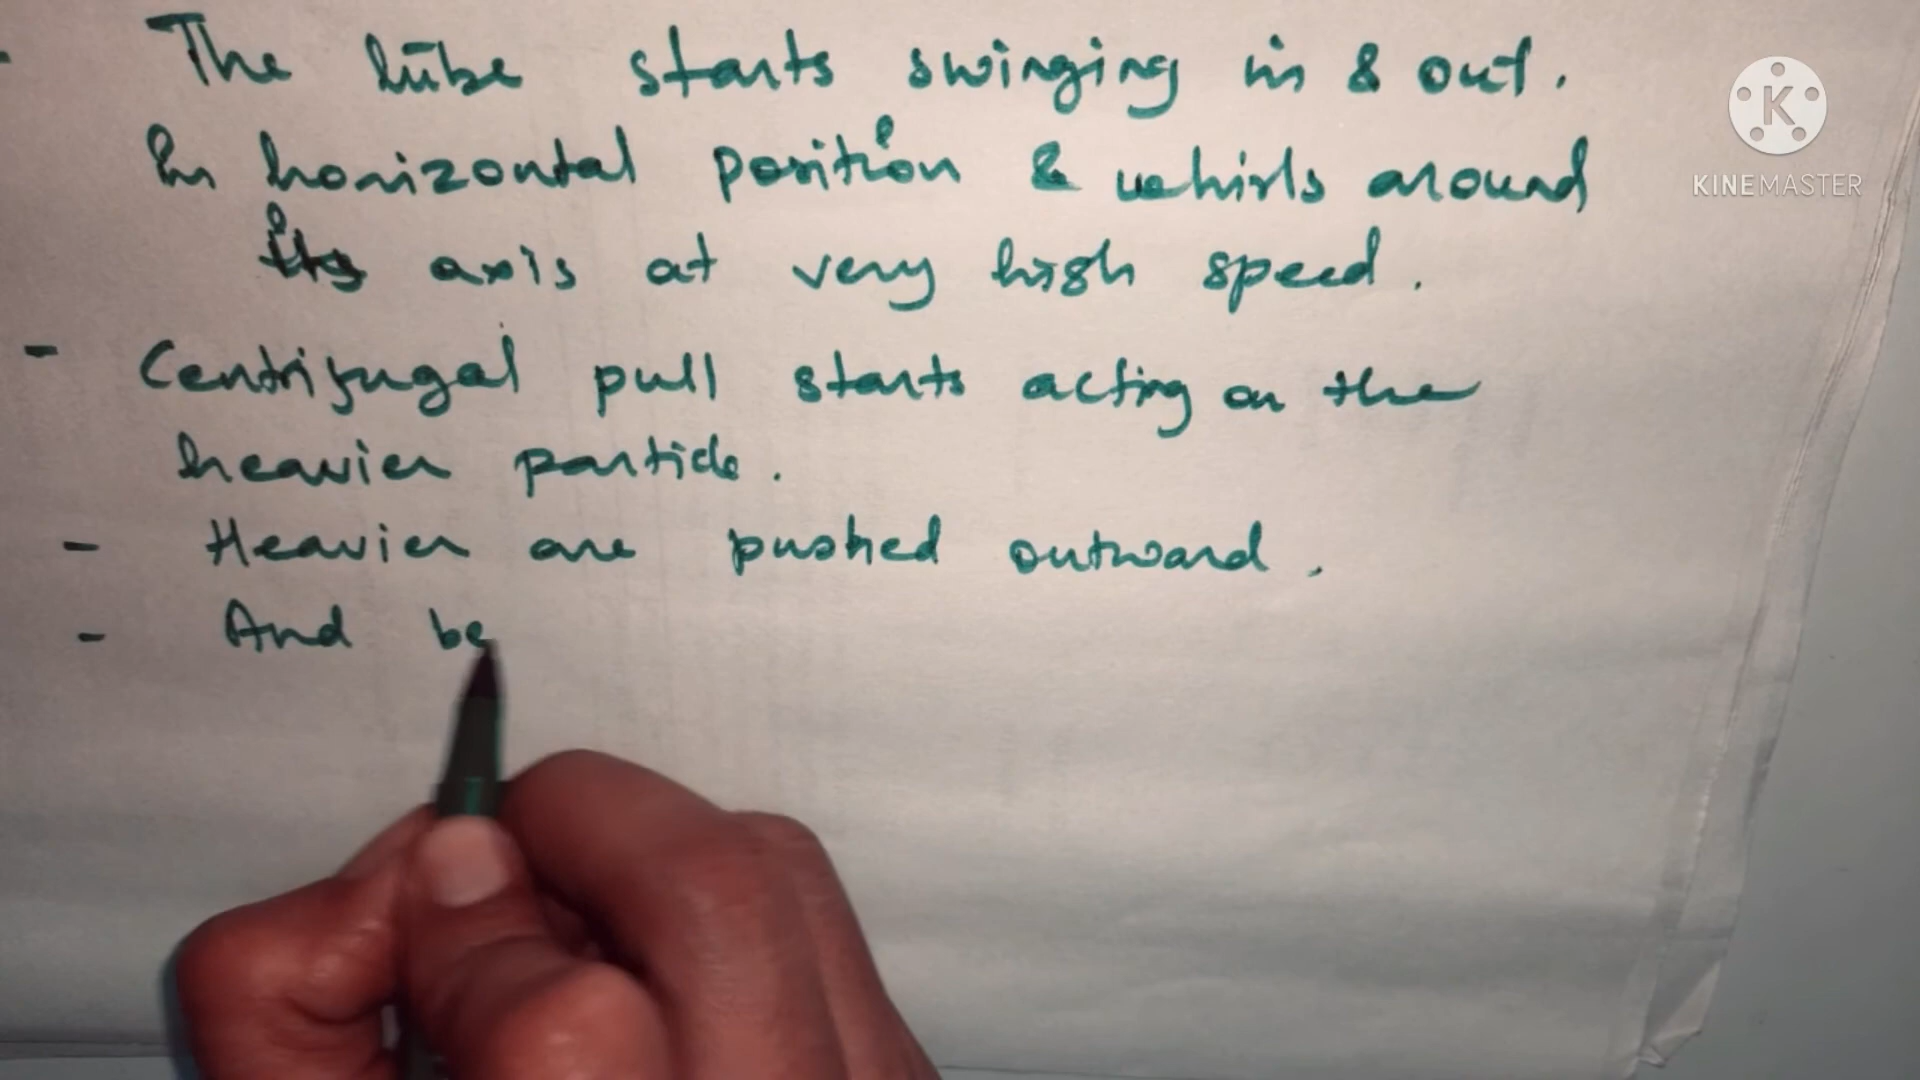 - The tube starts swinging in & out.
In horizontal position & whirls around
its axis at very high speed.
- Centrifugal pull starts acting on the
heavier particle.
- Heavier are pushed outward.
- And be
K
KINEMASTER